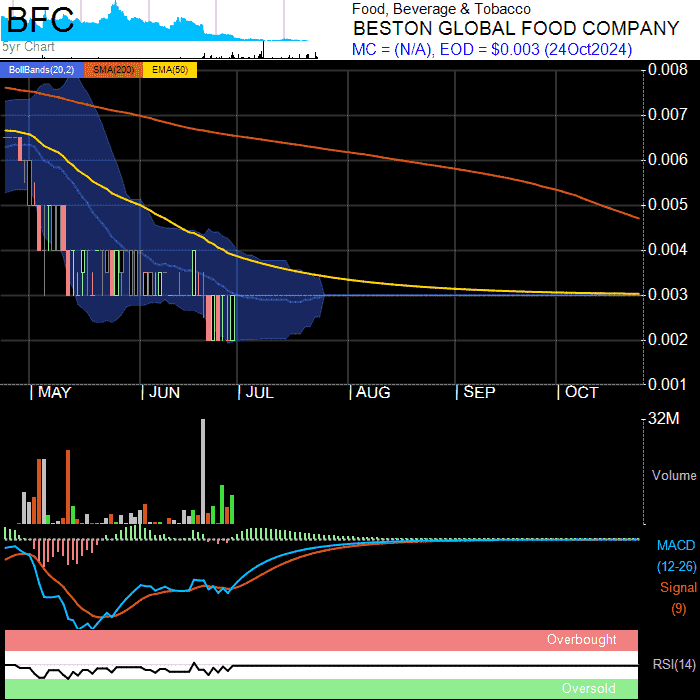 BFC
5yr Chart
Food, Beverage & Tobacco
BESTON GLOBAL FOOD COMPANY
MC = (N/A), EOD = $0.003 (24Oct2024)
BollBands(20,2) SMA(200) EMA(50)
0.008
0.007
0.006
0.005
0.004
0.003
0.002
0.001
MAY JUN JUL AUG SEP OCT
32M
Volume
MACD
(12-26)
Signal
(9)
Overbought
RSI(14)
Oversold